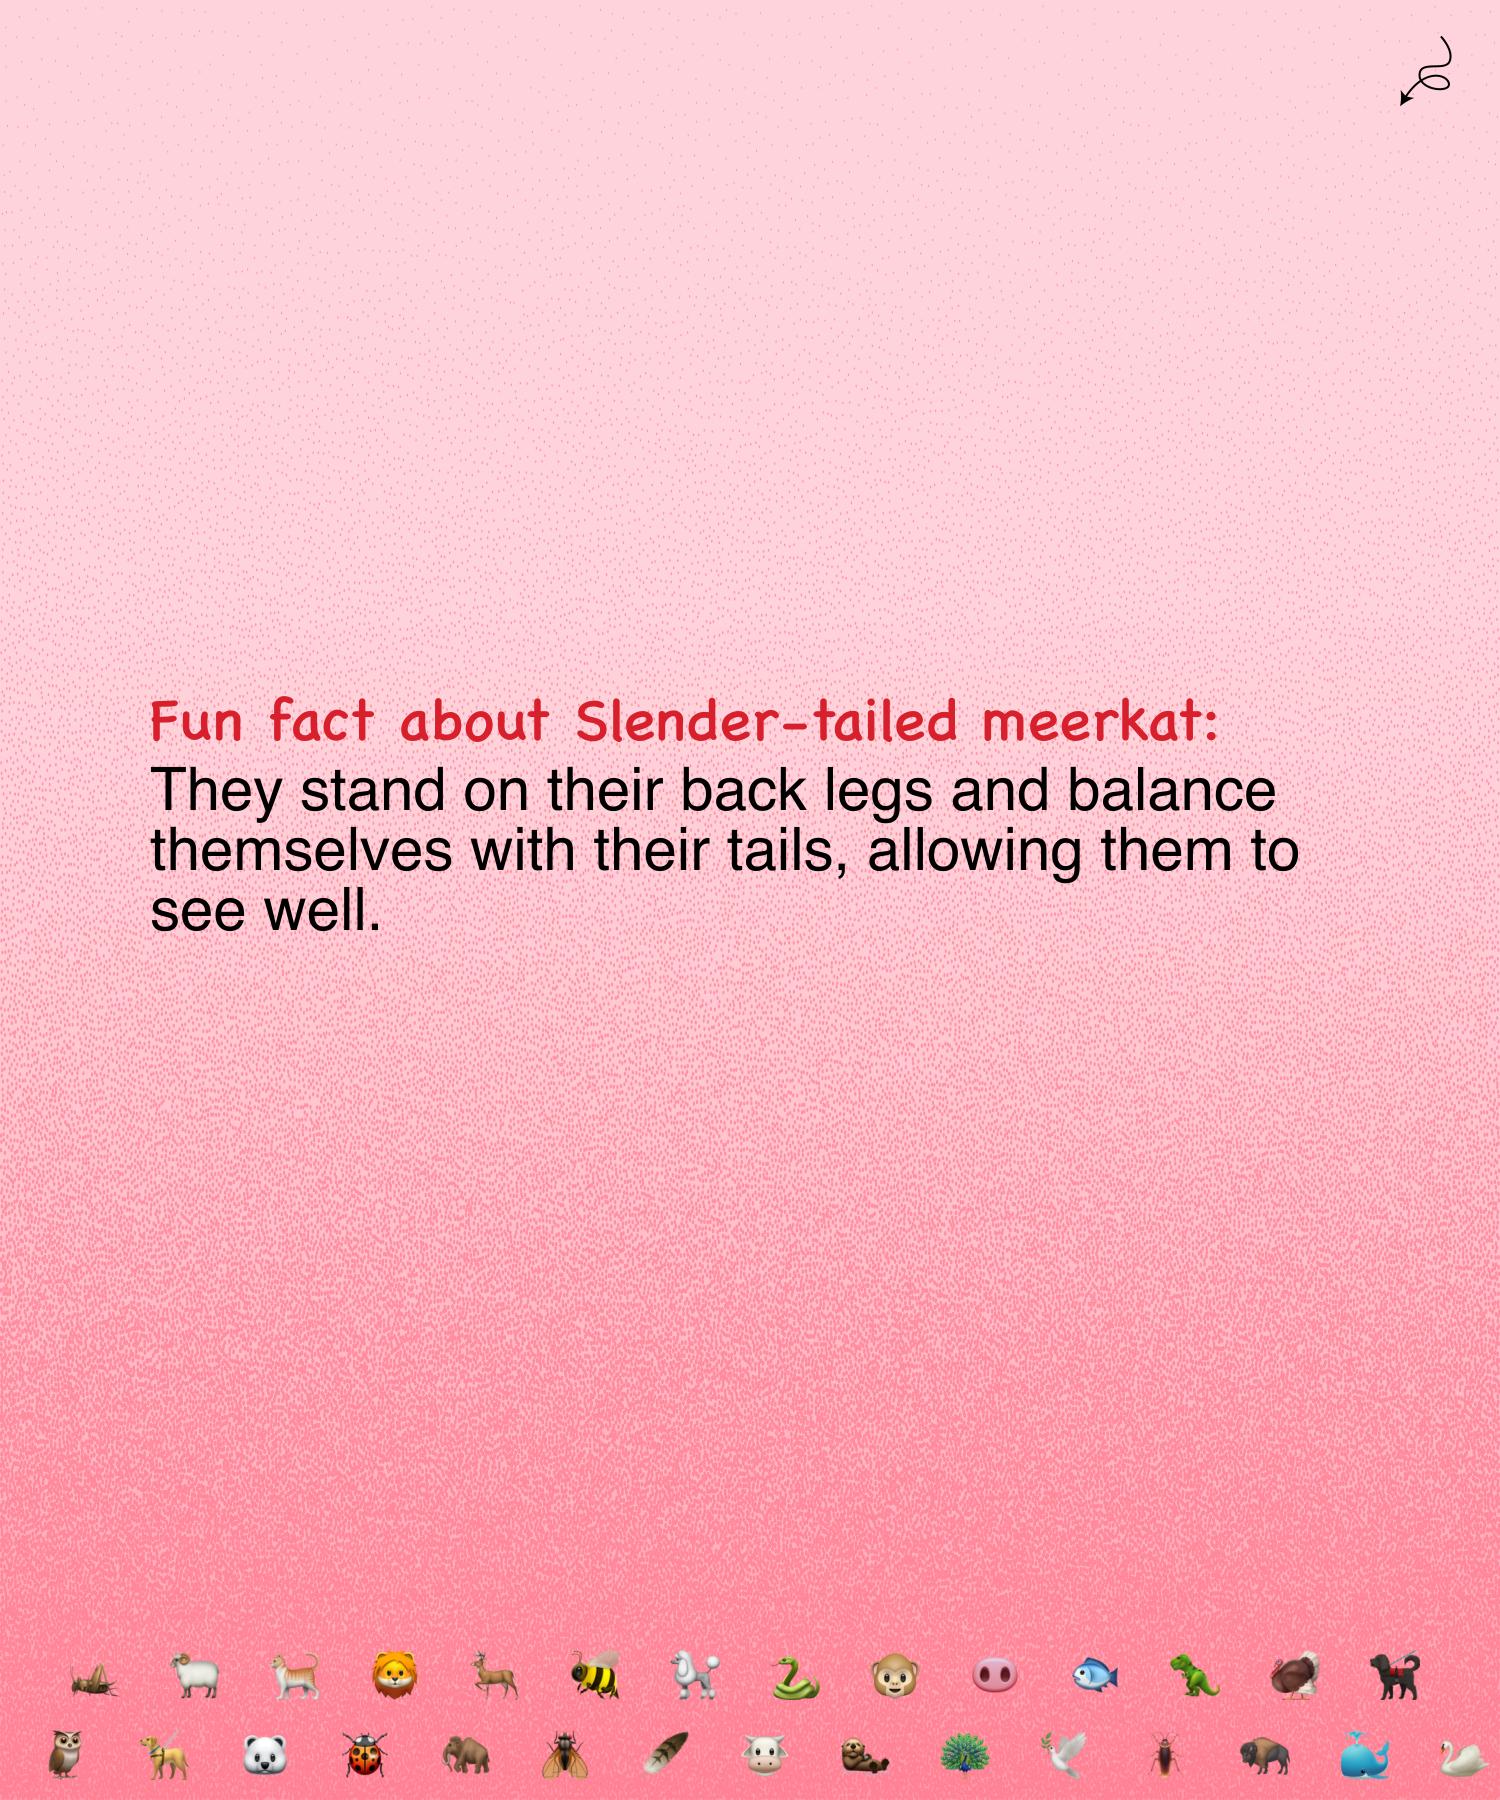 Fun fact about Slender-tailed meerkat:
They stand on their back legs and balance
themselves with their tails, allowing them to
see well.